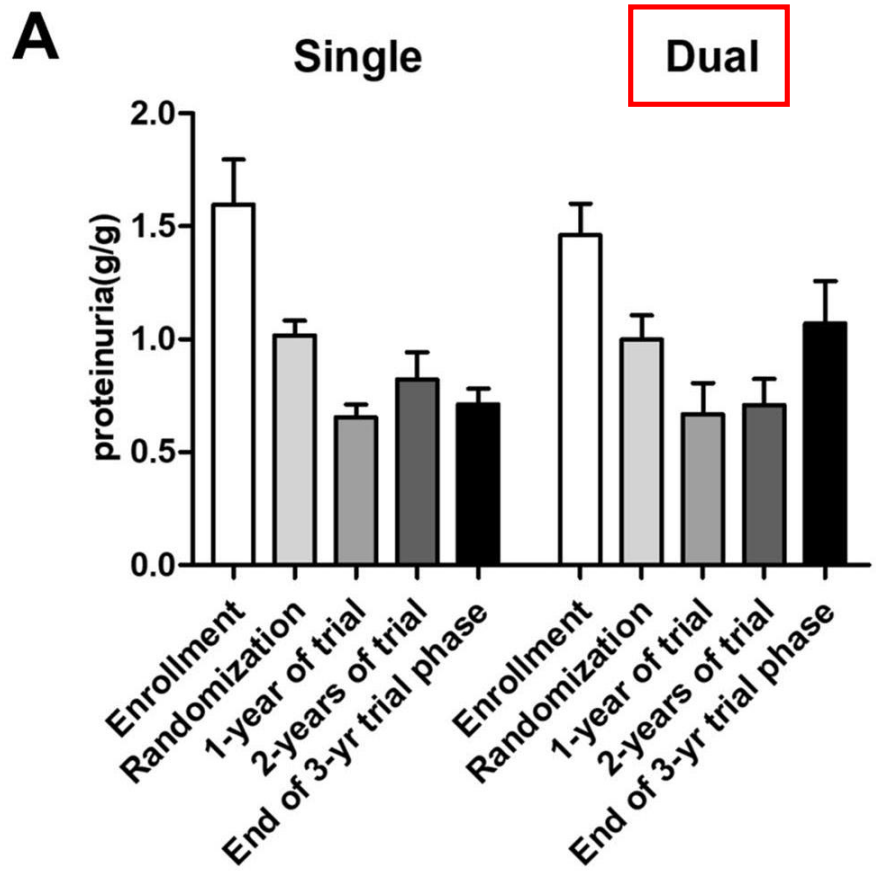 A
Single Dual
proteinuria(g/g)
2.0
1.5
1.0
0.5
0.0
Enrollment
Randomization
1-year of trial
2-years of trial
End of 3-yr trial phase
Enrollment
Randomization
1-year of trial
2-years of trial
End of 3-yr trial phase